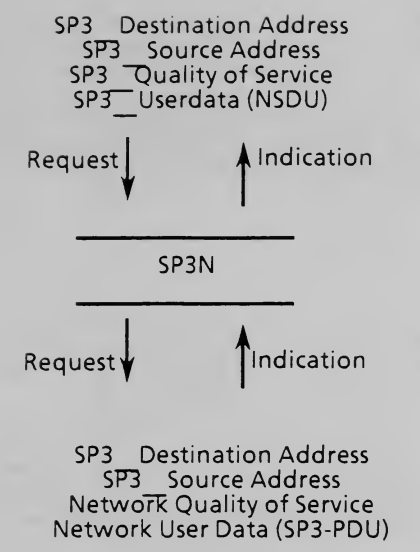 SP3_Destination Address
SP3_Source Address
SP3_Quality of Service
SP3_Userdata (NSDU)
Request
Indication
SP3N
Request
Indication
SP3_Destination Address
SP3_Source Address
Network Quality of Service
Network User Data (SP3-PDU)